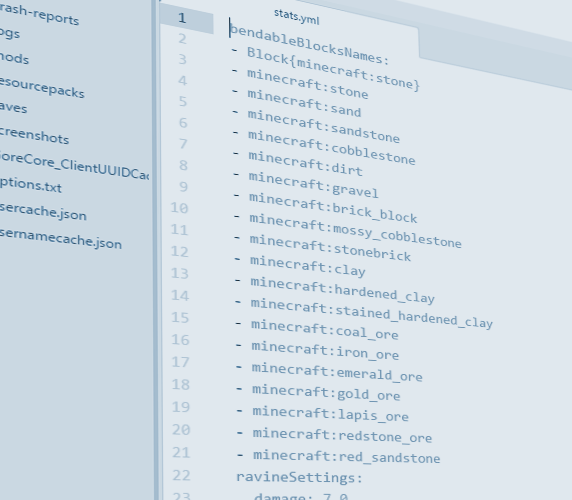 rash-reports
ogs
nods
esourcepacks
aves
creenshots
ioreCore_ClientUUIDCac
ptions.txt
sercache.json
sernamecache.json
stats.yml
1 bendableBlocksNames:
2 - Block{minecraft:stone}
3 - minecraft:stone
4 - minecraft:sand
5 - minecraft:sandstone
6 - minecraft:cobblestone
7 - minecraft:dirt
8 - minecraft:gravel
9 - minecraft:brick_block
10 - minecraft:mossy_cobblestone
11 - minecraft:stonebrick
12 - minecraft:clay
13 - minecraft:hardened_clay
14 - minecraft:stained_hardened_clay
15 - minecraft:coal_ore
16 - minecraft:iron_ore
17 - minecraft:emerald_ore
18 - minecraft:gold_ore
19 - minecraft:lapis_ore
20 - minecraft:redstone_ore
21 - minecraft:red_sandstone
22 ravineSettings:
23 damage: 7.0